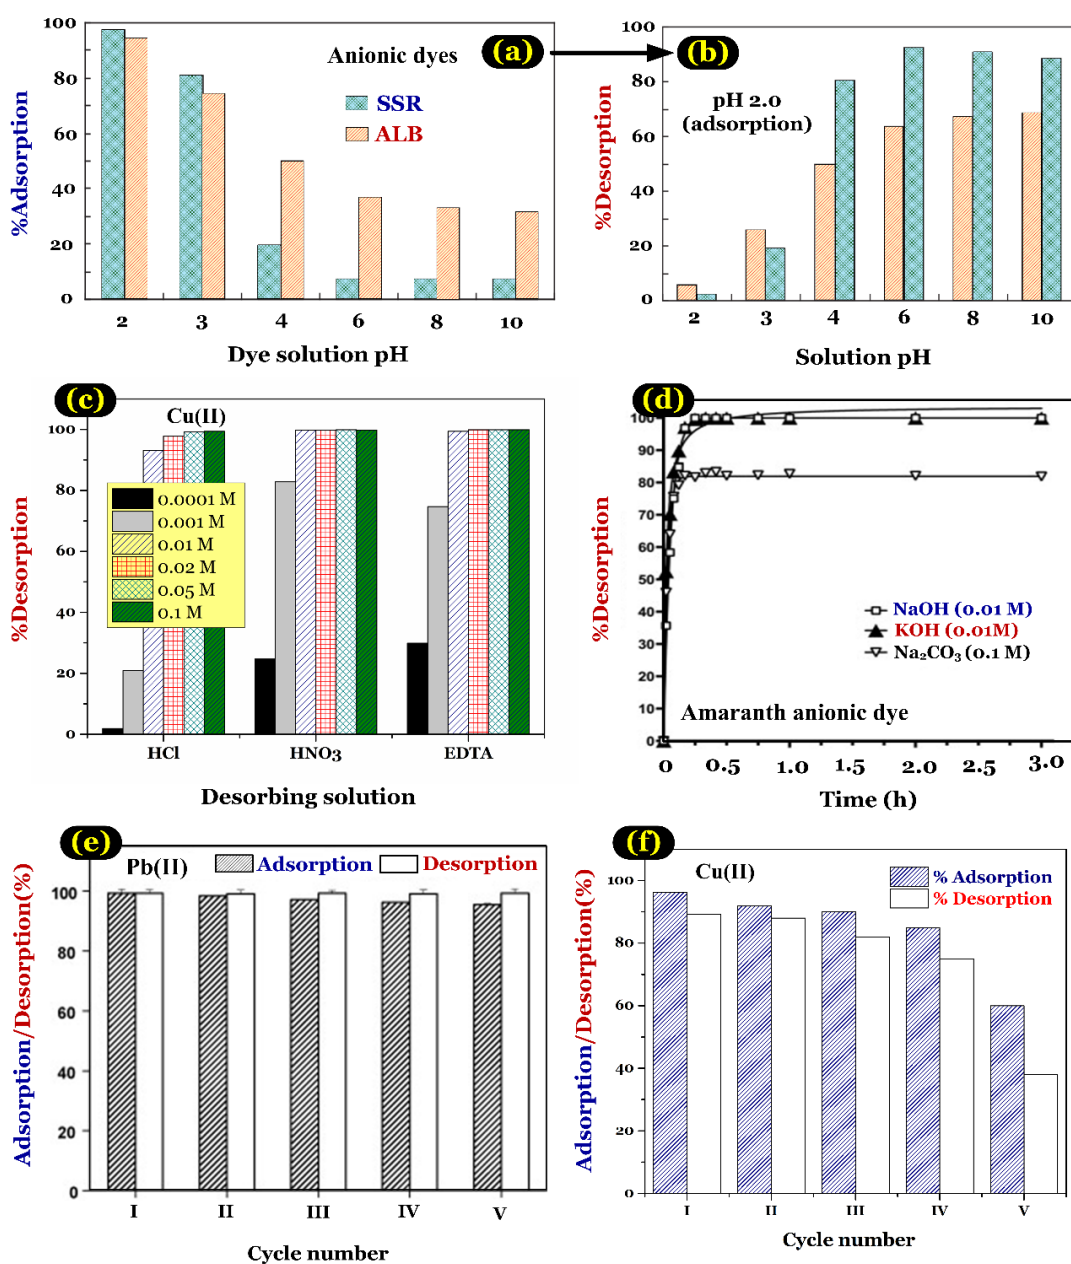 (a)
100
80
60
40
20
0
%Adsorption
Anionic dyes
SSR
ALB
2 3 4 6 8 10
Dye solution pH
(b)
100
80
60
40
20
0
%Desorption
pH 2.0
(adsorption)
2 3 4 6 8 10
Solution pH
(c)
Cu(II)
100
80
60
40
20
0
%Desorption
0.0001 M
0.001 M
0.01 M
0.02 M
0.05 M
0.1 M
HCl HNO3 EDTA
Desorbing solution
(d)
100
90
80
70
60
50
40
30
20
10
0
%Desorption
NaOH (0.01 M)
KOH (0.01M)
Na₂CO₃ (0.1 M)
Amaranth anionic dye
0 0.5 1.0 1.5 2.0 2.5 3.0
Time (h)
(e)
Pb(II)
Adsorption Desorption
100
80
60
40
20
0
Adsorption/Desorption(%)
I II III IV V
Cycle number
(f)
Cu(II)
% Adsorption
% Desorption
100
80
60
40
20
0
Adsorption/Desorption(%)
I II III IV V
Cycle number